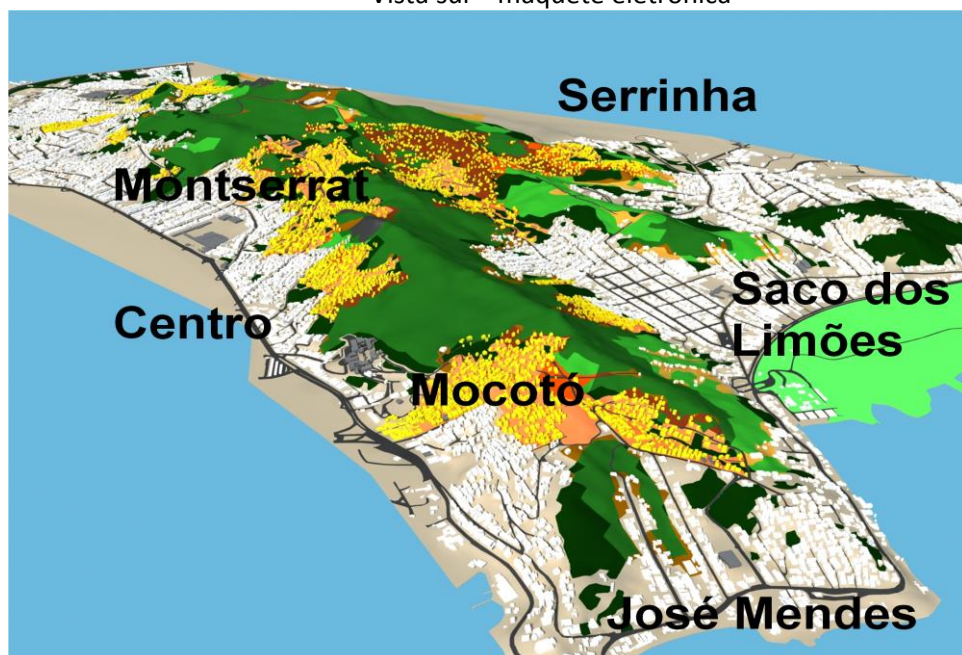 Vista sul - maquete eletrônica
Serrinha
Montserrat
Saco dos
Limões
Centro
Mocotó
José Mendes